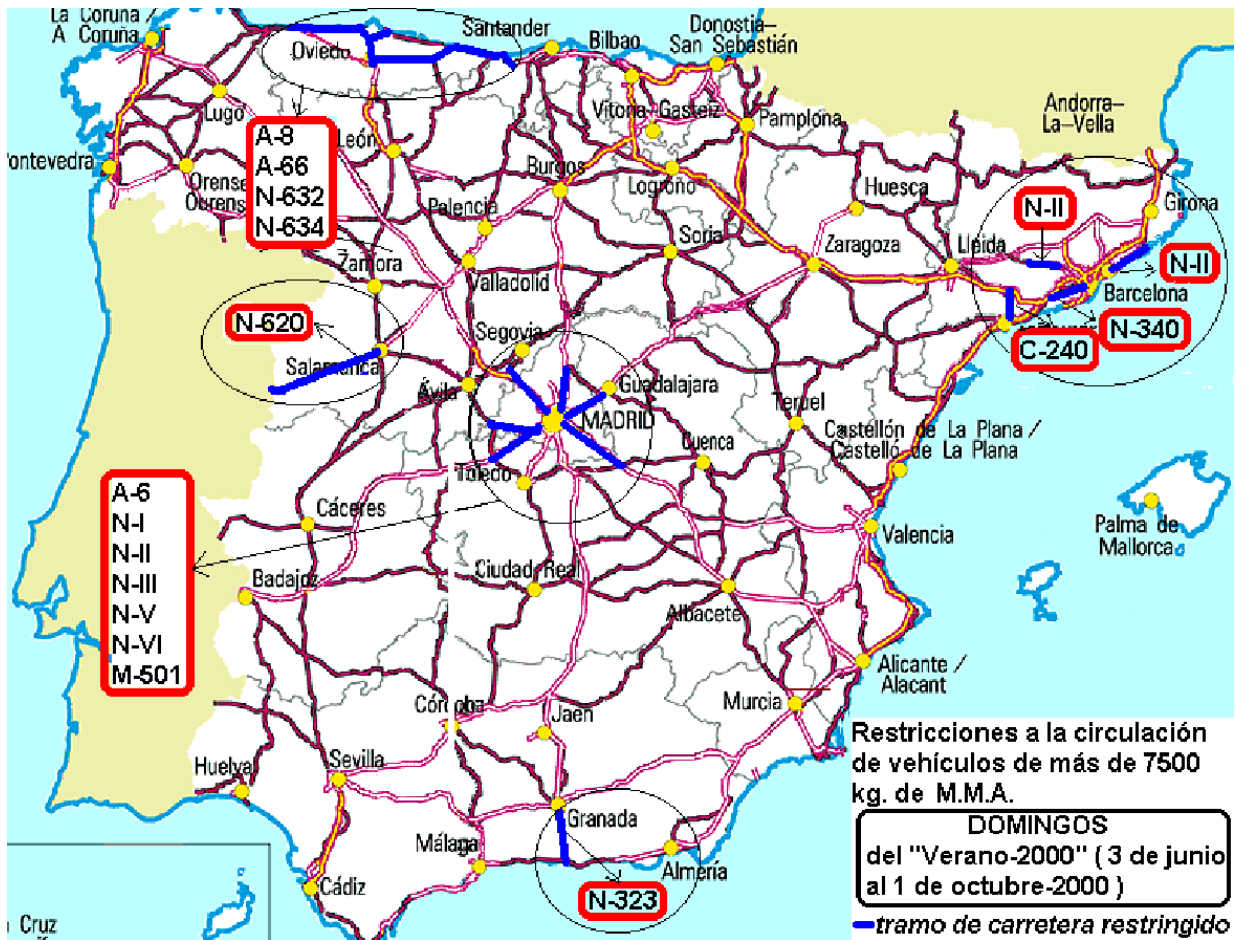 La Coruña /
A Coruña
Oviedo
Santander
Bilbao
Donostia–
San Sebastián
Lugo
León
Vitoria–Gasteiz
Pamplona
Andorra–
La–Vella
Pontevedra
Orense
Ourens
Burgos
Logroño
Huesca
Girona
Palencia
Soria
Zaragoza
Lleida
Barcelona
Zamora
Valladolid
Segovia
Salamanca
Ávila
Guadalajara
MADRID
Teruel
Cuenca
Castellón de La Plana /
Castelló de La Plana
Toledo
Cáceres
Valencia
Palma de
Mallorca
Badajoz
Ciudad Real
Albacete
Alicante /
Alacant
Murcia
Córdoba
Jaen
Huelva
Sevilla
Granada
Málaga
Almería
Cádiz
Cruz
A-8
A-66
N-632
N-634
N-620
N-II
N-II
N-340
C-240
A-6
N-I
N-II
N-III
N-V
N-VI
M-501
N-323
Restricciones a la circulación
de vehículos de más de 7500
kg. de M.M.A.
DOMINGOS
del "Verano-2000" ( 3 de junio
al 1 de octubre-2000 )
tramo de carretera restringido